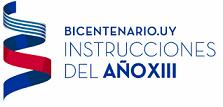 BICENTENARIO.UY
INSTRUCCIONES
DEL AÑOXIII